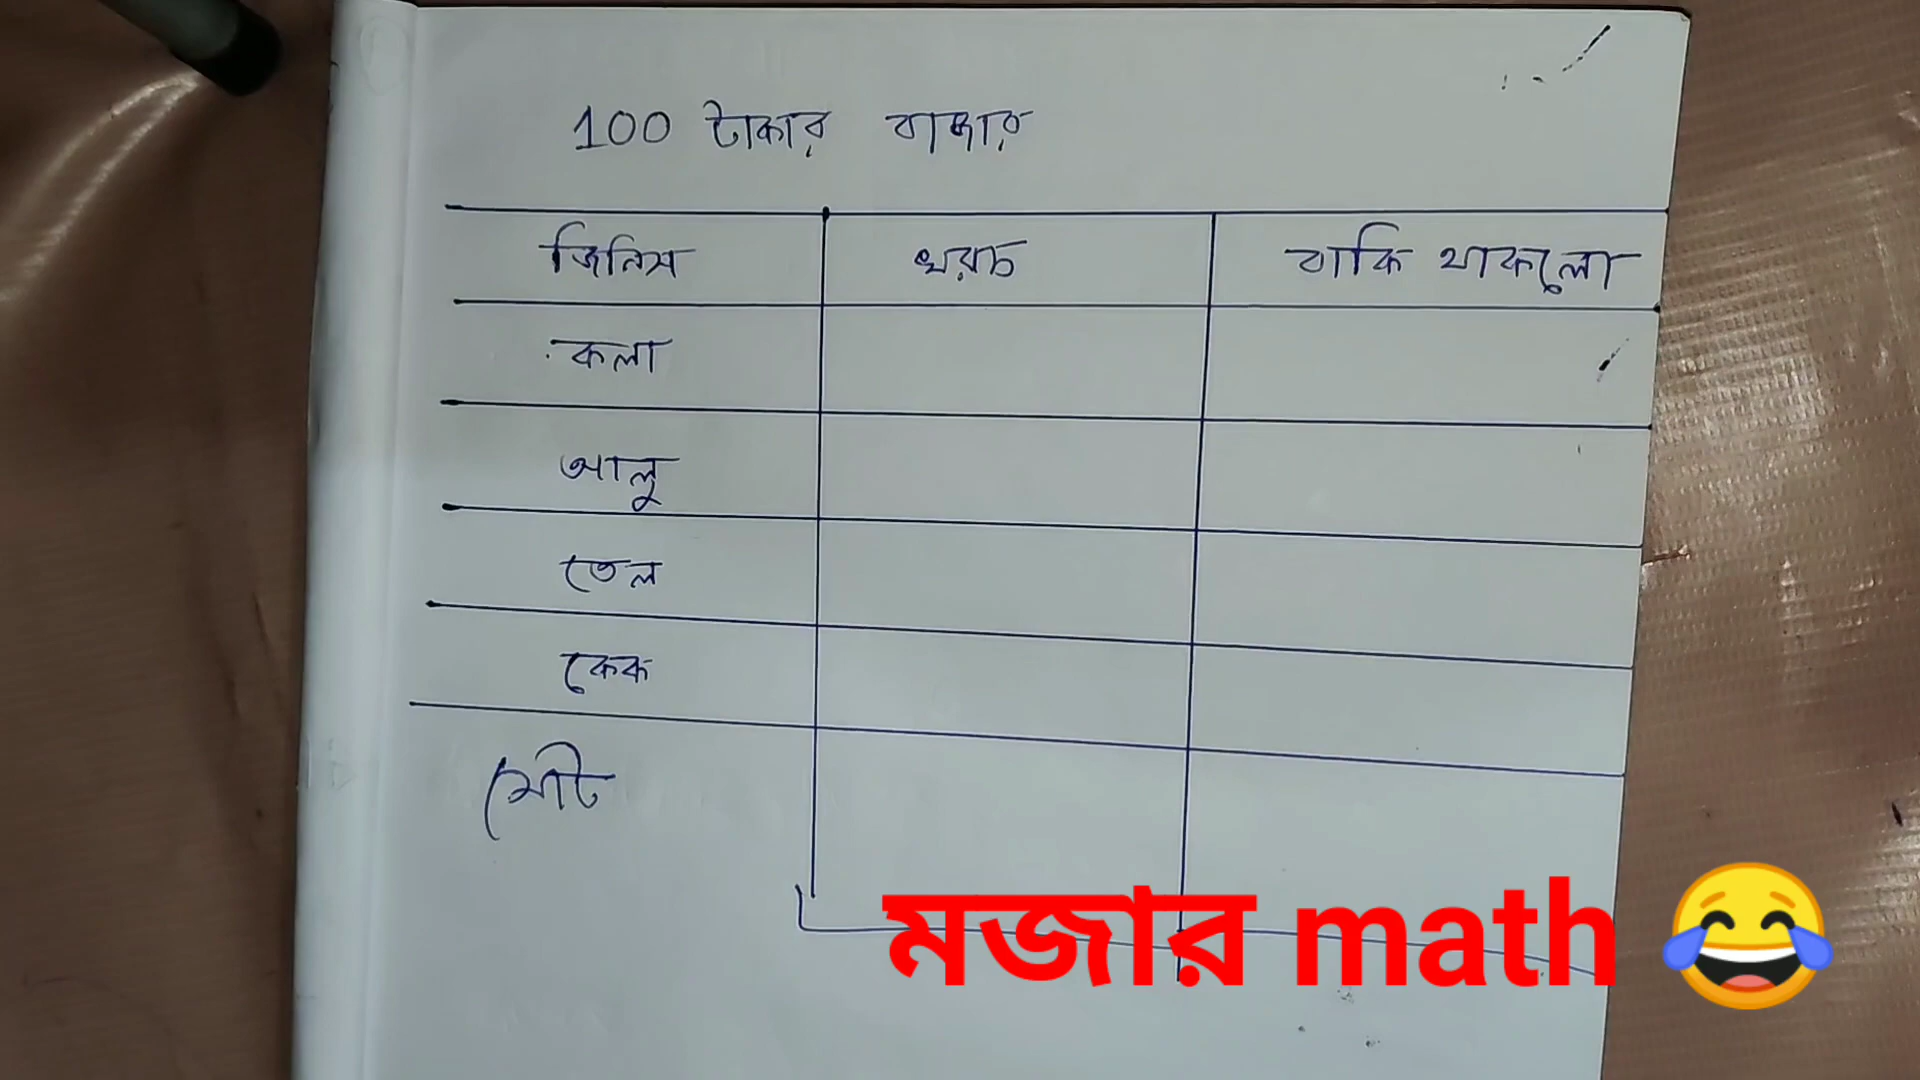 100 টাকার বাজার
জিনিস খরচ বাকি থাকলো
কলা
আলু
তেল
কেক
মোট
মজার math 😂